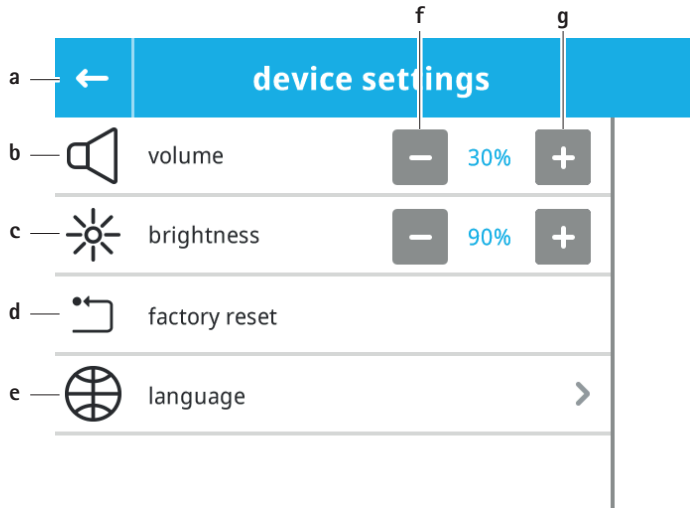 f g
a device settings
b volume 30%
c brightness 90%
d factory reset
e language